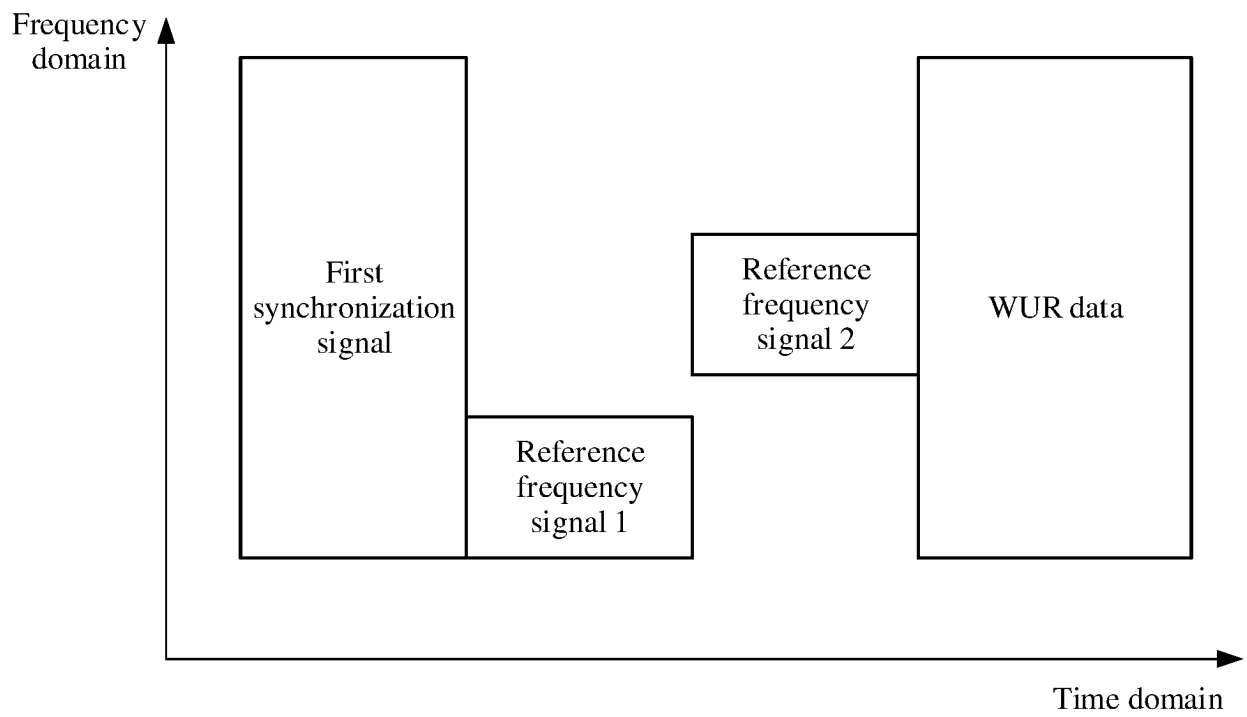 Frequency
domain
First
synchronization
signal
Reference
frequency
signal 1
Reference
frequency
signal 2
WUR data
Time domain